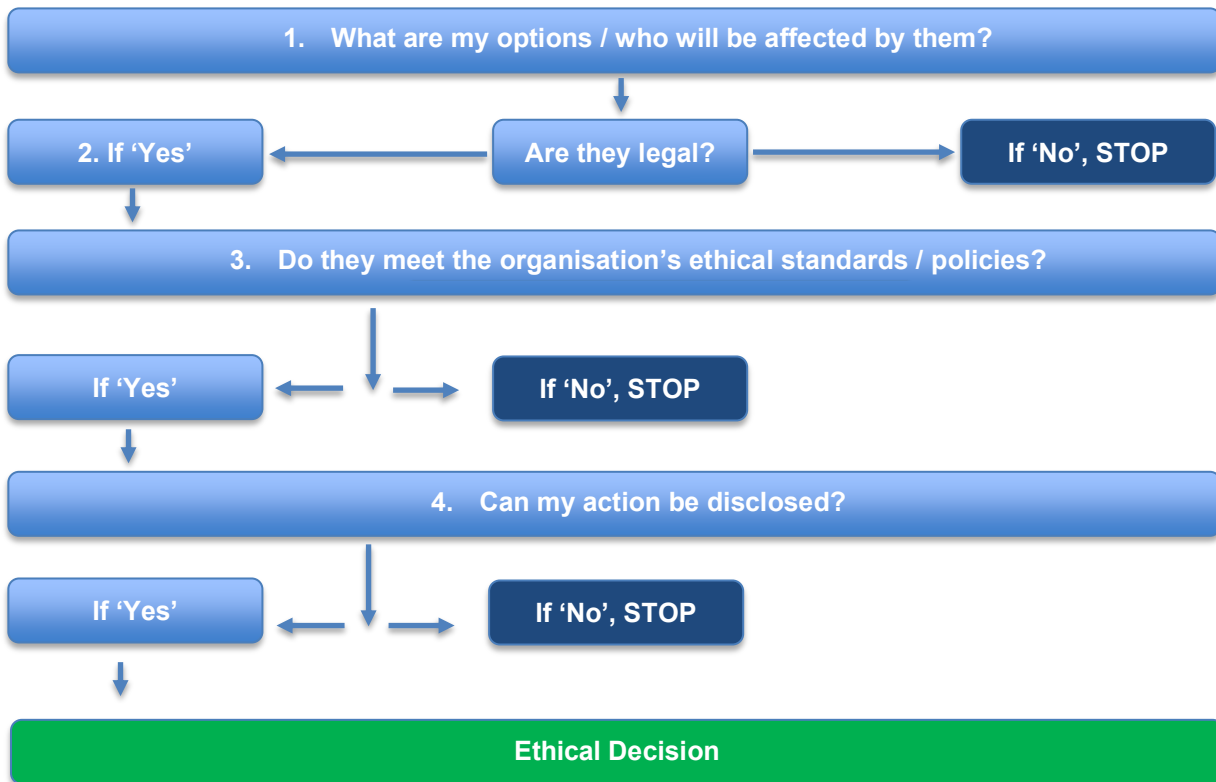 1. What are my options / who will be affected by them?
2. If ‘Yes’
Are they legal?
If ‘No’, STOP
3. Do they meet the organisation’s ethical standards / policies?
If ‘Yes’
If ‘No’, STOP
4. Can my action be disclosed?
If ‘Yes’
If ‘No’, STOP
Ethical Decision